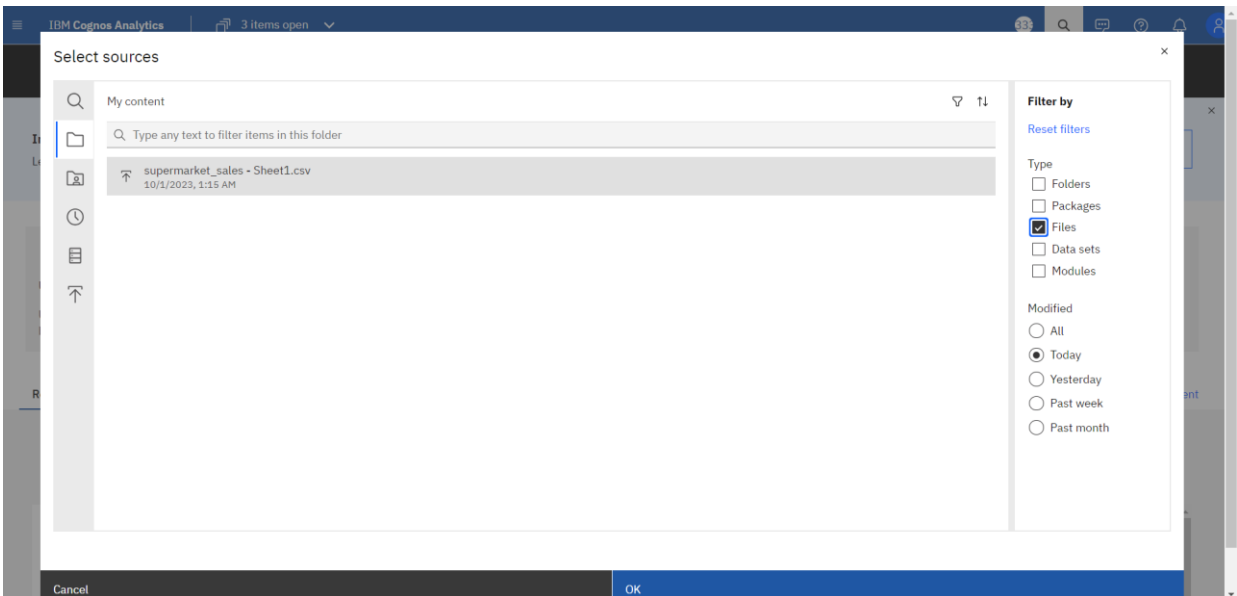 IBM Cognos Analytics
3 items open
333
Select sources
My content
Type any text to filter items in this folder
supermarket_sales - Sheet1.csv
10/1/2023, 1:15 AM
Filter by
Reset filters
Type
Folders
Packages
Files
Data sets
Modules
Modified
All
Today
Yesterday
Past week
Past month
Cancel
OK